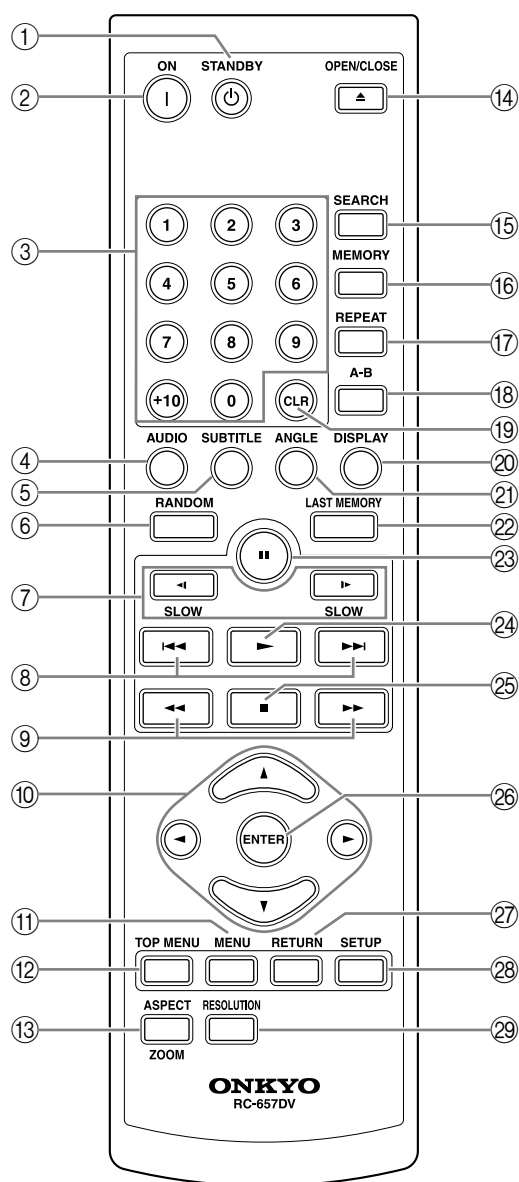 ①
ON STANDBY OPEN/CLOSE
② ⑭
SEARCH
③ 1 2 3 ⑮
MEMORY
4 5 6 ⑯
REPEAT
7 8 9 ⑰
A-B
+10 0 CLR ⑱
⑲
AUDIO SUBTITLE ANGLE DISPLAY
④ ⑳
⑤ ㉑
RANDOM LAST MEMORY
⑥ ㉒
㉓
⑦
SLOW SLOW
㉔
⑧
㉕
⑨
⑩ ㉖
ENTER
⑪ ㉗
TOP MENU MENU RETURN SETUP
⑫ ㉘
ASPECT RESOLUTION
⑬ ㉙
ZOOM
ONKYO
RC-657DV